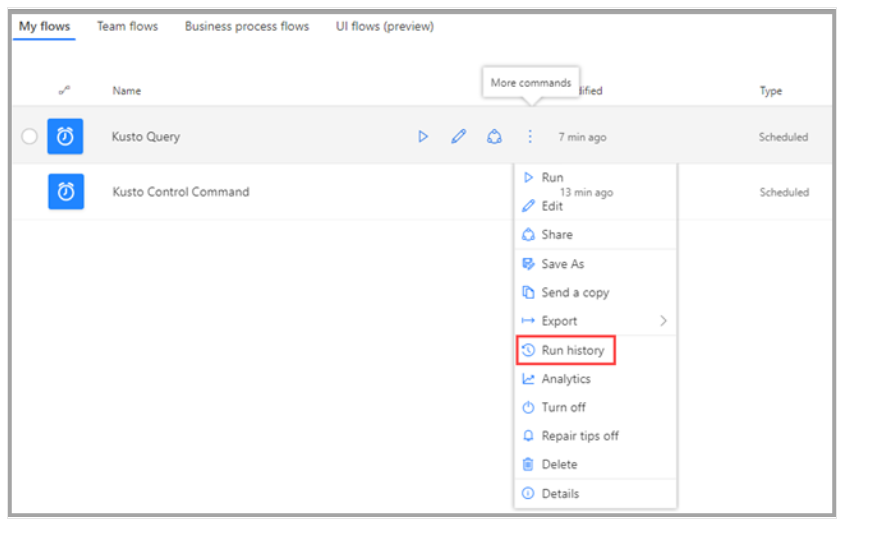 My flows Team flows Business process flows UI flows (preview)
More commands
Name ified Type
Kusto Query 7 min ago Scheduled
Run
Kusto Control Command 13 min ago Scheduled
Edit
Share
Save As
Send a copy
Export
Run history
Analytics
Turn off
Repair tips off
Delete
Details